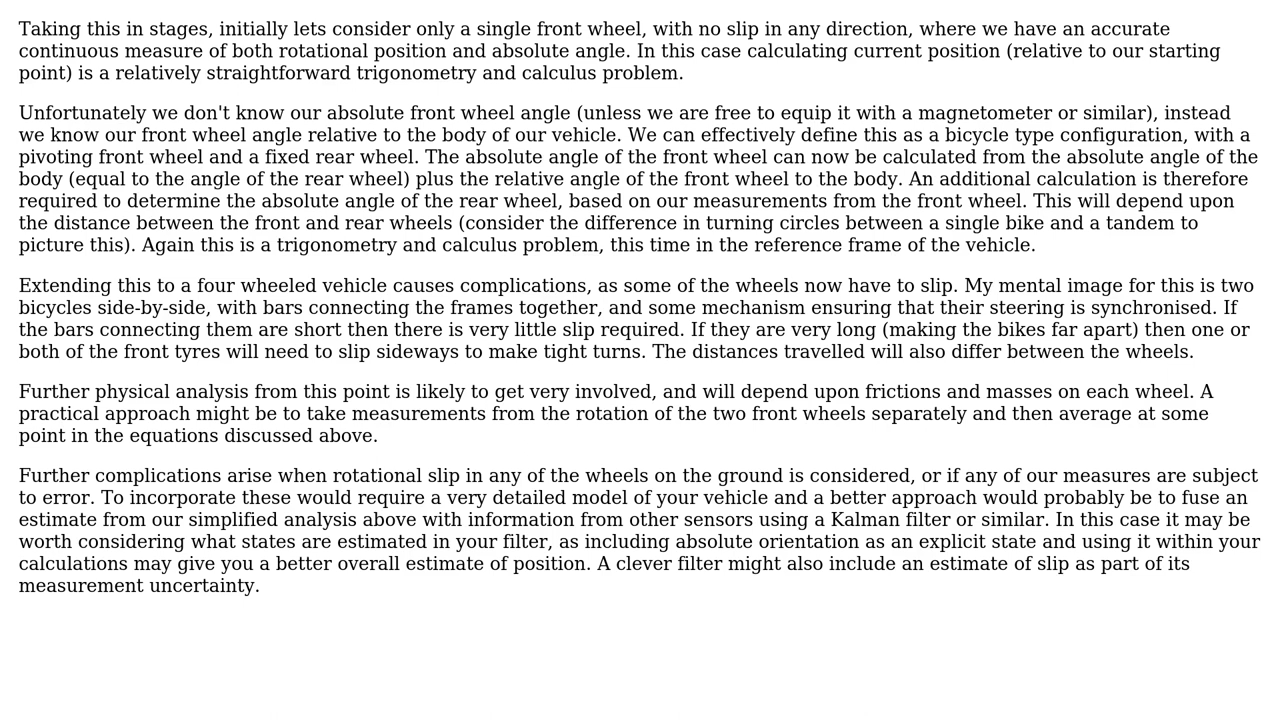 Taking this in stages, initially lets consider only a single front wheel, with no slip in any direction, where we have an accurate
continuous measure of both rotational position and absolute angle. In this case calculating current position (relative to our starting
point) is a relatively straightforward trigonometry and calculus problem.
Unfortunately we don't know our absolute front wheel angle (unless we are free to equip it with a magnetometer or similar), instead
we know our front wheel angle relative to the body of our vehicle. We can effectively define this as a bicycle type configuration, with a
pivoting front wheel and a fixed rear wheel. The absolute angle of the front wheel can now be calculated from the absolute angle of the
body (equal to the angle of the rear wheel) plus the relative angle of the front wheel to the body. An additional calculation is therefore
required to determine the absolute angle of the rear wheel, based on our measurements from the front wheel. This will depend upon
the distance between the front and rear wheels (consider the difference in turning circles between a single bike and a tandem to
picture this). Again this is a trigonometry and calculus problem, this time in the reference frame of the vehicle.
Extending this to a four wheeled vehicle causes complications, as some of the wheels now have to slip. My mental image for this is two
bicycles side-by-side, with bars connecting the frames together, and some mechanism ensuring that their steering is synchronised. If
the bars connecting them are short then there is very little slip required. If they are very long (making the bikes far apart) then one or
both of the front tyres will need to slip sideways to make tight turns. The distances travelled will also differ between the wheels.
Further physical analysis from this point is likely to get very involved, and will depend upon frictions and masses on each wheel. A
practical approach might be to take measurements from the rotation of the two front wheels separately and then average at some
point in the equations discussed above.
Further complications arise when rotational slip in any of the wheels on the ground is considered, or if any of our measures are subject
to error. To incorporate these would require a very detailed model of your vehicle and a better approach would probably be to fuse an
estimate from our simplified analysis above with information from other sensors using a Kalman filter or similar. In this case it may be
worth considering what states are estimated in your filter, as including absolute orientation as an explicit state and using it within your
calculations may give you a better overall estimate of position. A clever filter might also include an estimate of slip as part of its
measurement uncertainty.